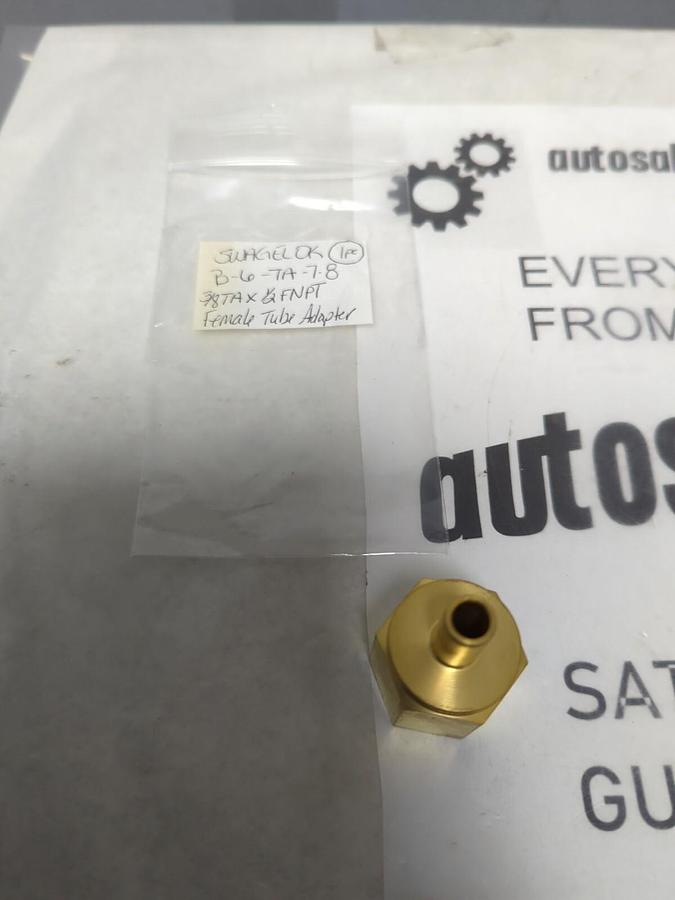 SWAGELOK 1pc
B-6-TA-7-8
3/8TA x 1/2 FNPT
Female Tube Adapter
autosal
EVERY
FROM
autos
SAT
GU